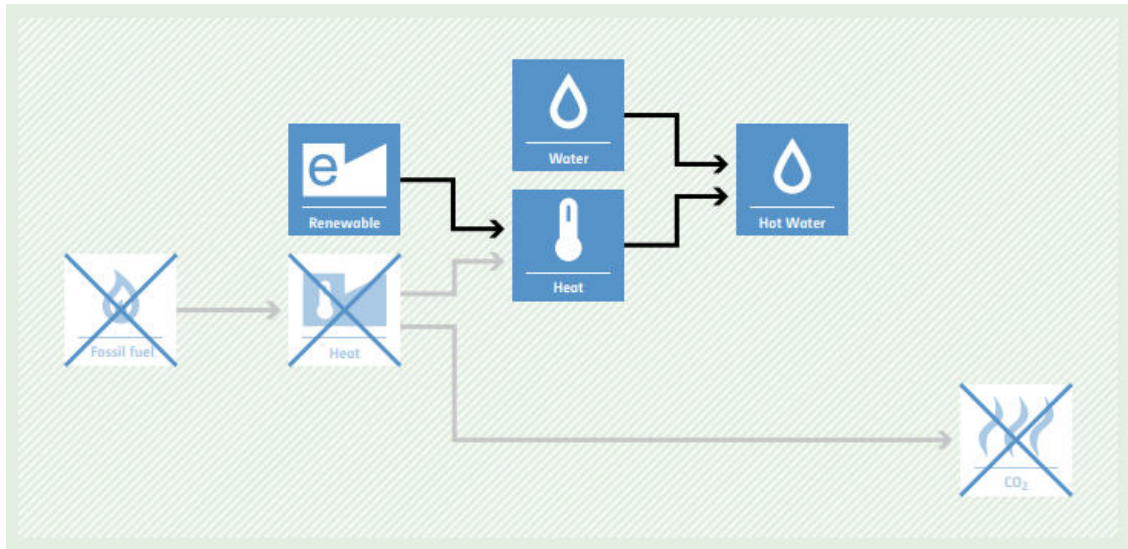 Water
e
Renewable
Hot Water
Heat
Fossil fuel
Heat
CO₂